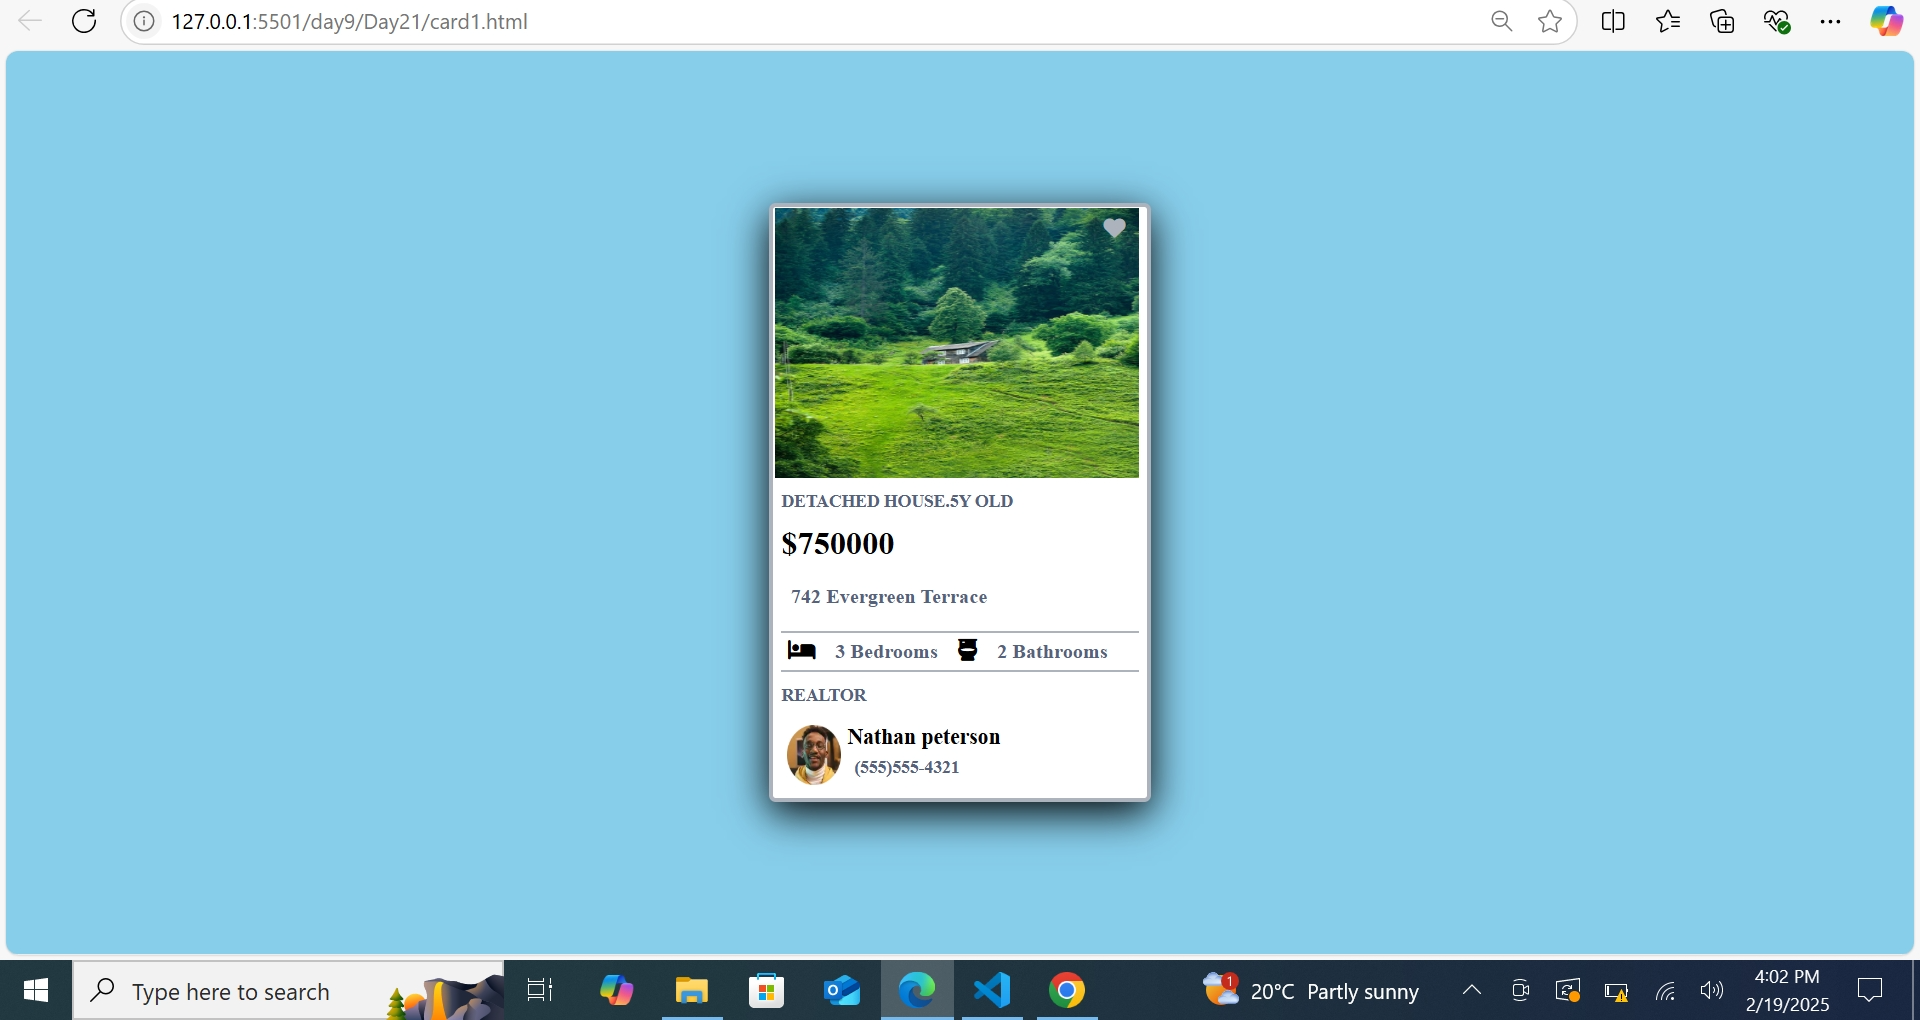 127.0.0.1:5501/day9/Day21/card1.html
DETACHED HOUSE.5Y OLD
$750000
742 Evergreen Terrace
3 Bedrooms 2 Bathrooms
REALTOR
Nathan peterson
(555)555-4321
Type here to search
1
20°C Partly sunny
4:02 PM
2/19/2025